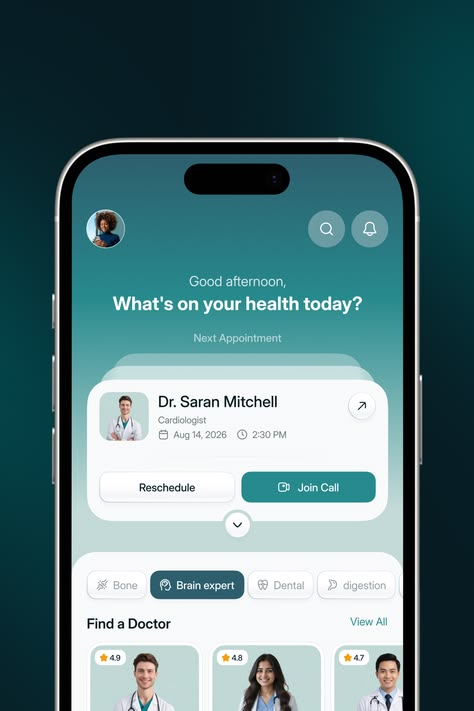 Good afternoon,
What's on your health today?
Next Appointment
Dr. Saran Mitchell
Cardiologist
Aug 14, 2026 2:30 PM
Reschedule Join Call
Bone Brain expert Dental digestion
Find a Doctor View All
4.9 4.8 4.7